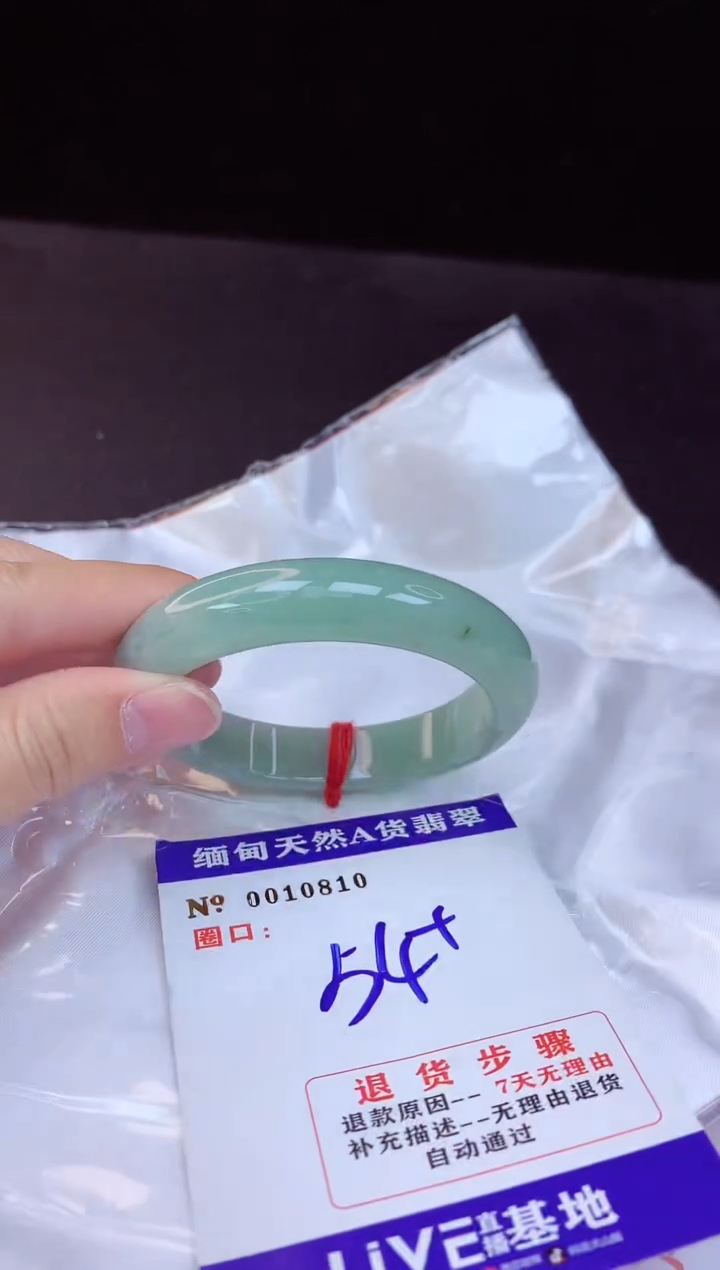 缅甸天然A货翡翠
Nº 0010810
圈口：
54+
退货步骤
退款原因--7天无理由
补充描述--无理由退货
自动通过
LIVE直播基地